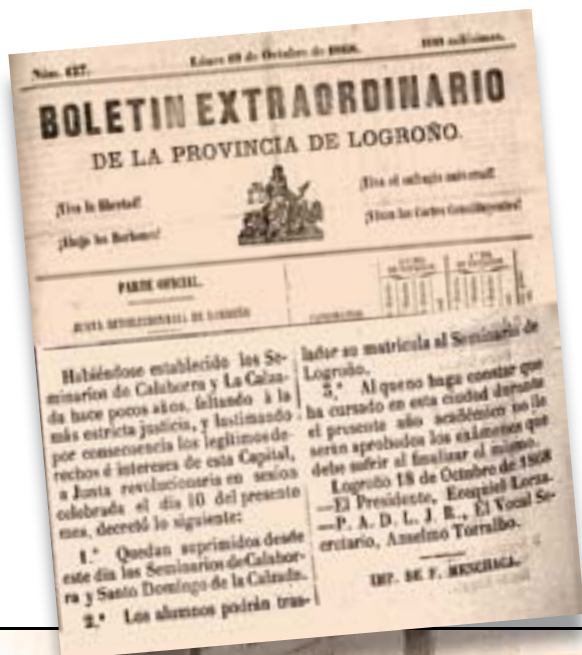 Núm. 127.
Lúnes 19 de Octubre de 1868.
BOLETIN EXTRAORDINARIO
DE LA PROVINCIA DE LOGROÑO.
¡Viva la libertad!
¡Abajo los Borbones!
¡Viva el sufragio universal!
¡Vivan las Cortes Constituyentes!
PARTE OFICIAL.
JUNTA REVOLUCIONARIA DE LOGROÑO
Habiéndose establecido los Se-
minarios de Calahorra y La Calza-
da hace pocos años, faltando á la
más estricta justicia, y lastimando
por consecuencia los legítimos de-
rechos é intereses de esta Capital,
a Junta revolucionaria en sesion
celebrada el dia 10 del presente
mes, decretó lo siguiente:
1.° Quedan suprimidos desde
este dia los Seminarios de Calahor-
ra y Santo Domingo de la Calzada.
2.° Los alumnos podrán tras-
ladar su matrícula al Seminario de
Logroño.
3.° Al que no haga constar que
ha cursado en esta ciudad durante
el presente año académico no le
serán aprobados los exámenes que
debe sufrir al finalizar el mismo.
Logroño 18 de Octubre de 1868
—El Presidente, Ezequiel Lorza.
—P. A. D. L. J. R., El Vocal Se-
cretario, Anselmo Torralbo.
IMP. DE F. MENCHACA.